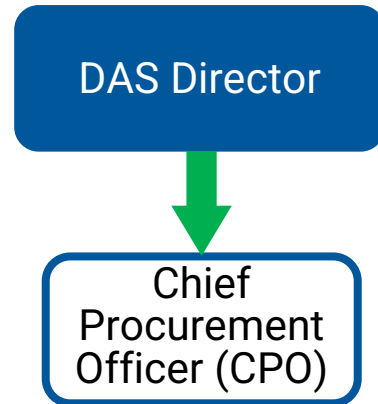 DAS Director
Chief
Procurement
Officer (CPO)